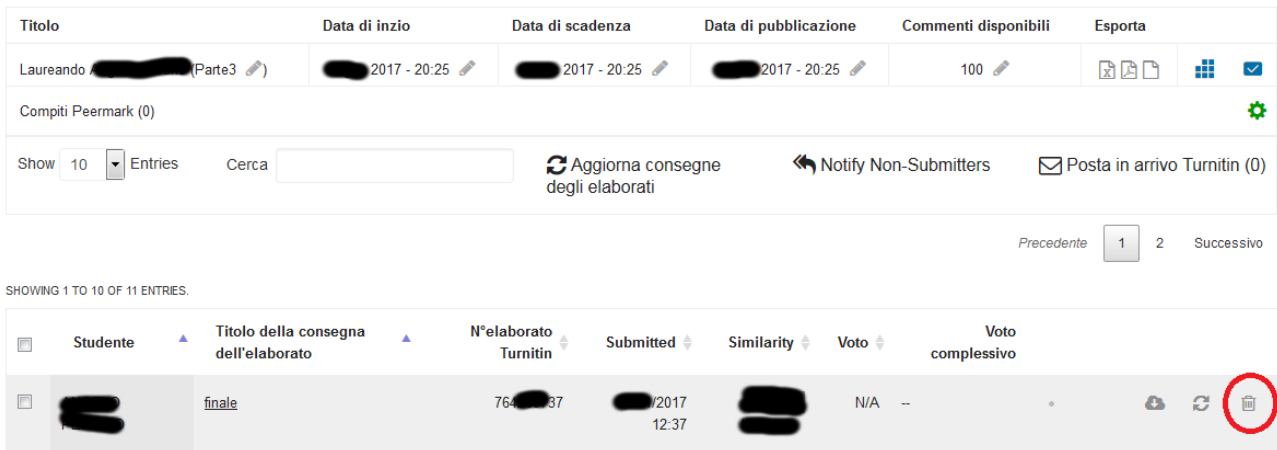 Titolo Data di inzio Data di scadenza Data di pubblicazione Commenti disponibili Esporta
Laureando (Parte3 ) 2017 - 20:25 2017 - 20:25 2017 - 20:25 100
Compiti Peermark (0)
Show 10 Entries Cerca Aggiorna consegne Notify Non-Submitters Posta in arrivo Turnitin (0)
degli elaborati
Precedente 1 2 Successivo
SHOWING 1 TO 10 OF 11 ENTRIES.
Studente Titolo della consegna N°elaborato Submitted Similarity Voto Voto
dell'elaborato Turnitin complessivo
finale 764 37 /2017 N/A --
12:37